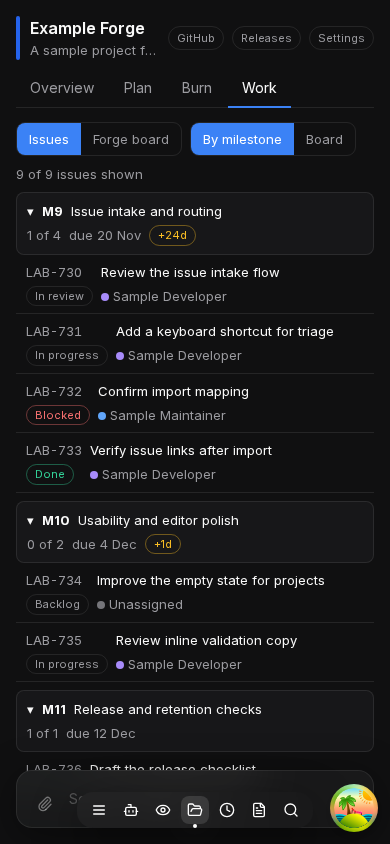 Example Forge
A sample project f...
GitHub
Releases
Settings
Overview
Plan
Burn
Work
Issues
Forge board
By milestone
Board
9 of 9 issues shown
▾ M9 Issue intake and routing
1 of 4 due 20 Nov +24d
LAB-730 Review the issue intake flow
In review Sample Developer
LAB-731 Add a keyboard shortcut for triage
In progress Sample Developer
LAB-732 Confirm import mapping
Blocked Sample Maintainer
LAB-733 Verify issue links after import
Done Sample Developer
▾ M10 Usability and editor polish
0 of 2 due 4 Dec +1d
LAB-734 Improve the empty state for projects
Backlog Unassigned
LAB-735 Review inline validation copy
In progress Sample Developer
▾ M11 Release and retention checks
1 of 1 due 12 Dec
LAB-736 Draft the release checklist